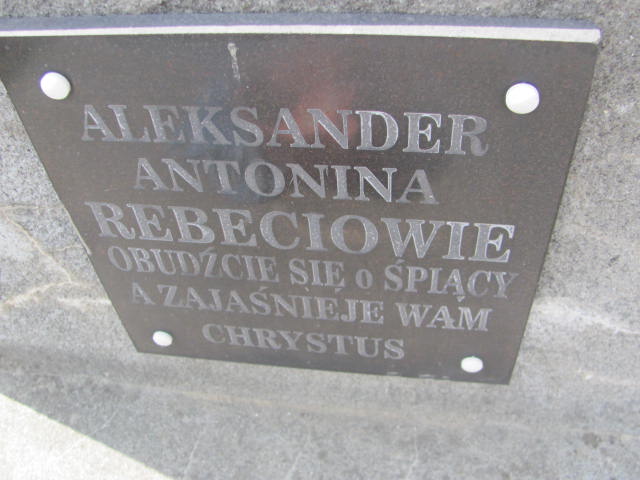 ALEKSANDER
ANTONINA
REBECIOWIE
OBUDŹCIE SIĘ o ŚPIĄCY
A ZAJAŚNIEJE WAM
CHRYSTUS